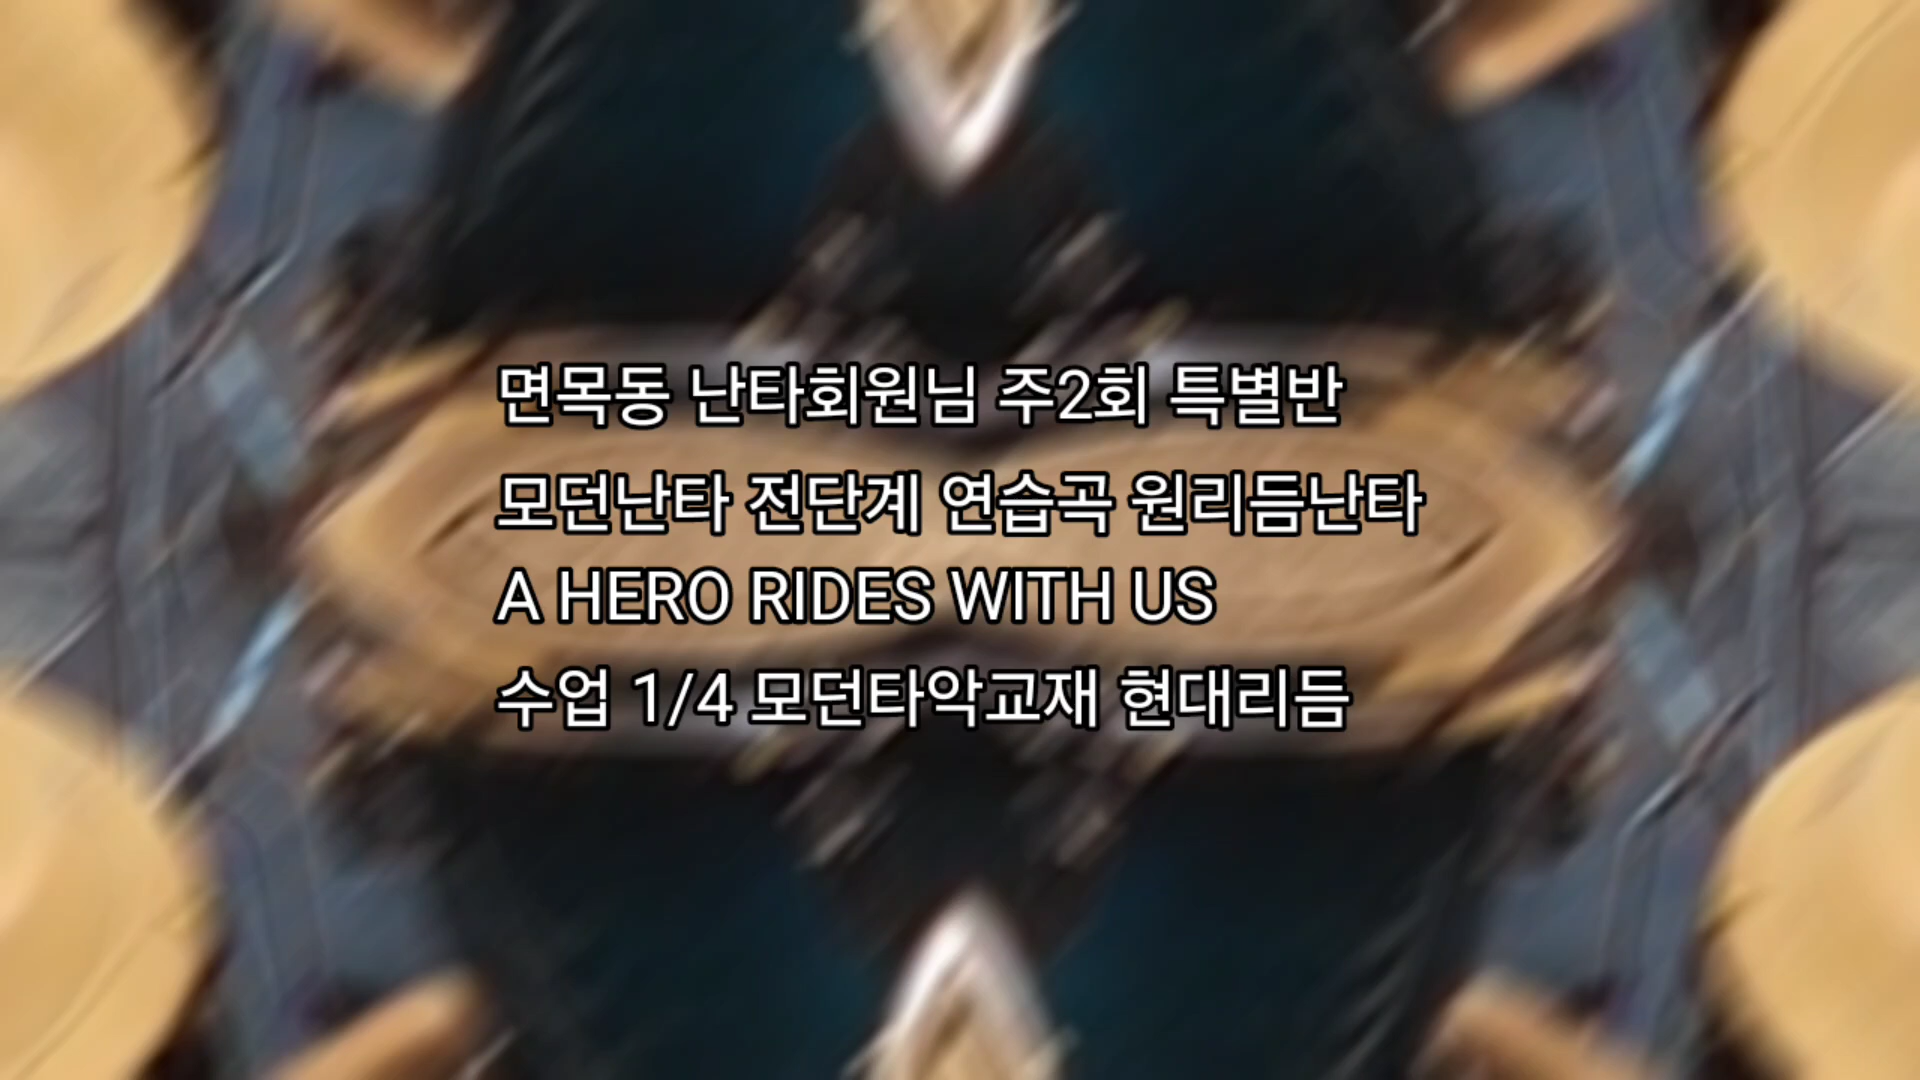 면목동 난타회원님 주2회 특별반
모던난타 전단계 연습곡 원리듬난타
A HERO RIDES WITH US
수업 1/4 모던타악교재 현대리듬